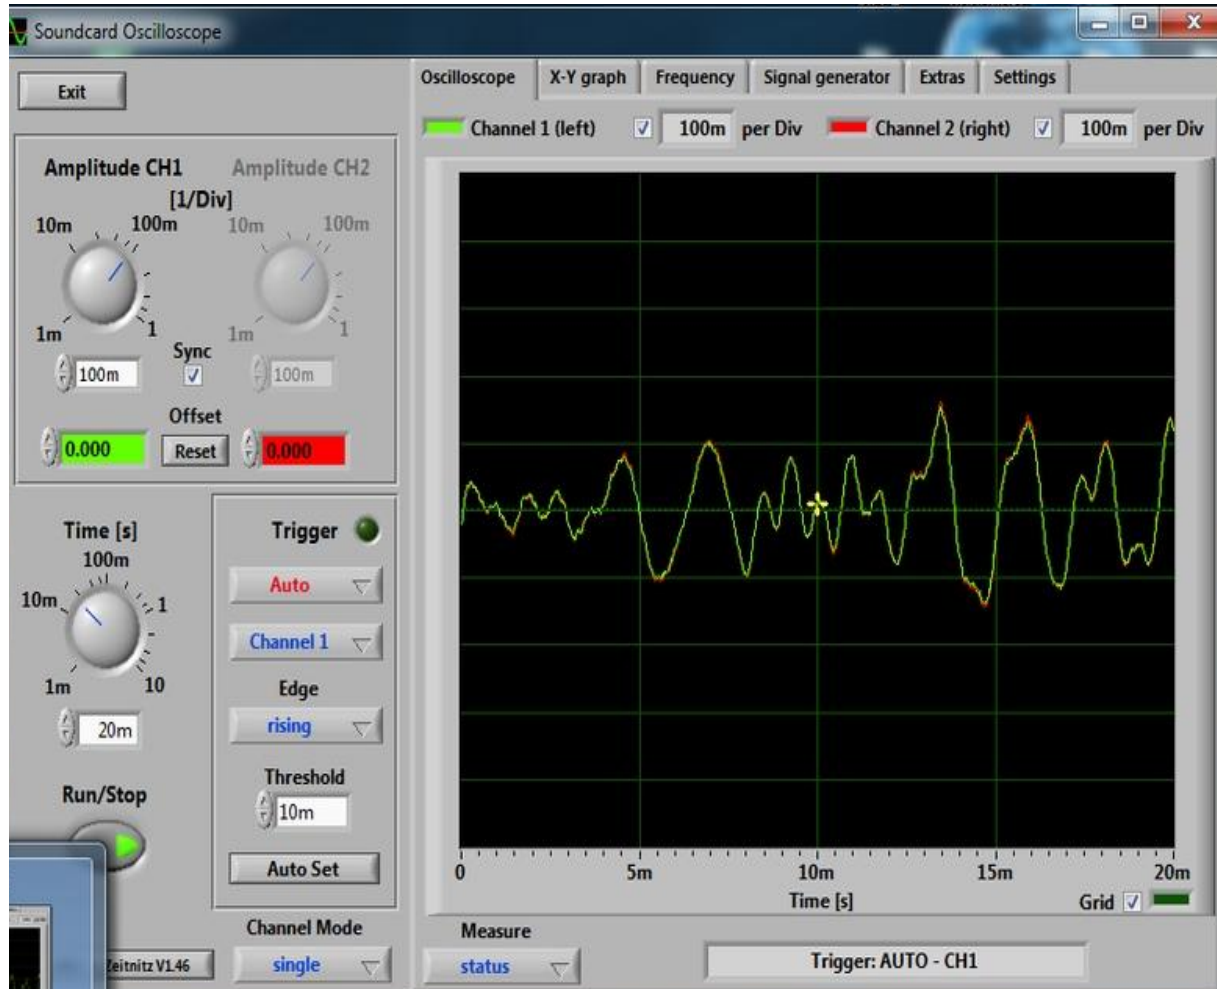 Soundcard Oscilloscope
Exit
Oscilloscope X-Y graph Frequency Signal generator Extras Settings
Channel 1 (left) 100m per Div Channel 2 (right) 100m per Div
Amplitude CH1 Amplitude CH2
[1/Div]
10m 100m 10m 100m
1m 1 1m 1
Sync
100m 100m
Offset
0.000 Reset 0.000
Time [s]
100m
10m 1
1m 10
20m
Run/Stop
Trigger
Auto
Channel 1
Edge
rising
Threshold
10m
Auto Set
Channel Mode
single
Zeitnitz V1.46
0 5m 10m 15m 20m
Time [s]
Grid
Measure
status
Trigger: AUTO - CH1